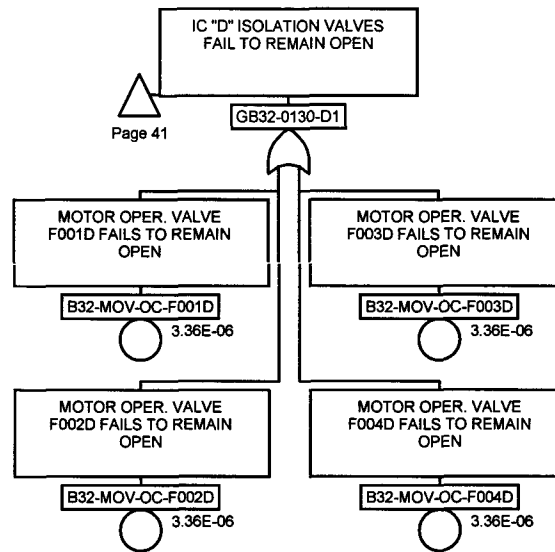 IC "D" ISOLATION VALVES
FAIL TO REMAIN OPEN
Page 41
GB32-0130-D1
MOTOR OPER. VALVE
F001D FAILS TO REMAIN
OPEN
B32-MOV-OC-F001D
3.36E-06
MOTOR OPER. VALVE
F003D FAILS TO REMAIN
OPEN
B32-MOV-OC-F003D
3.36E-06
MOTOR OPER. VALVE
F002D FAILS TO REMAIN
OPEN
B32-MOV-OC-F002D
3.36E-06
MOTOR OPER. VALVE
F004D FAILS TO REMAIN
OPEN
B32-MOV-OC-F004D
3.36E-06